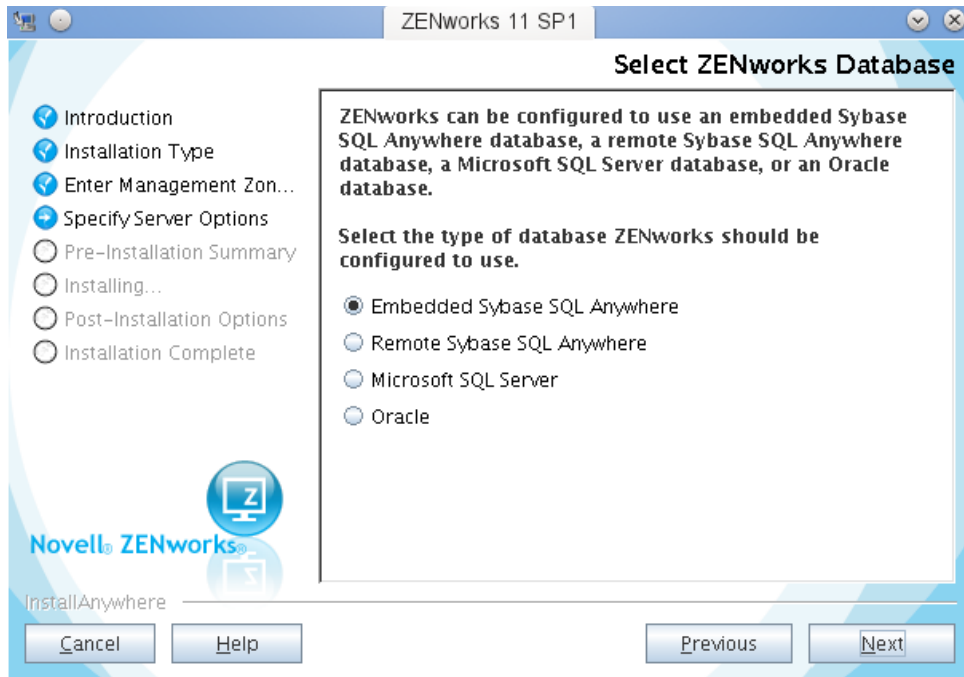 ZENworks 11 SP1
Select ZENworks Database
Introduction
Installation Type
Enter Management Zon...
Specify Server Options
Pre-Installation Summary
Installing...
Post-Installation Options
Installation Complete
ZENworks can be configured to use an embedded Sybase
SQL Anywhere database, a remote Sybase SQL Anywhere
database, a Microsoft SQL Server database, or an Oracle
database.
Select the type of database ZENworks should be
configured to use.
Embedded Sybase SQL Anywhere
Remote Sybase SQL Anywhere
Microsoft SQL Server
Oracle
Z
Novell® ZENworks®
InstallAnywhere
Cancel
Help
Previous
Next